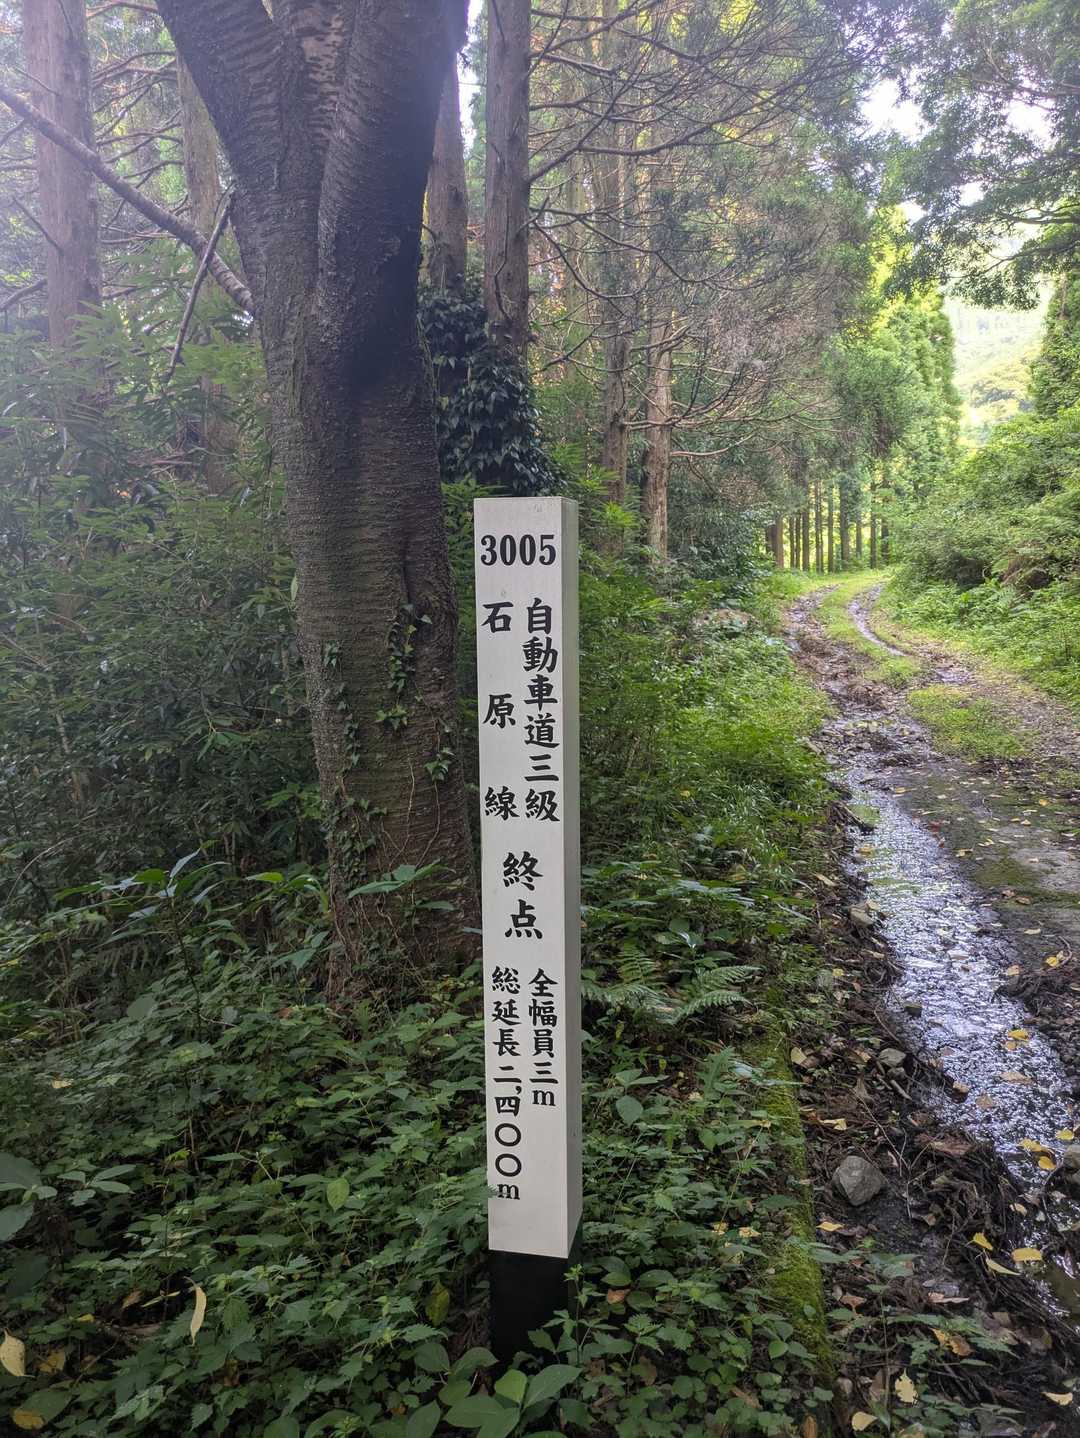 3005
自動車道三級
石原線
終点
全幅員三m
総延長二,四〇〇m